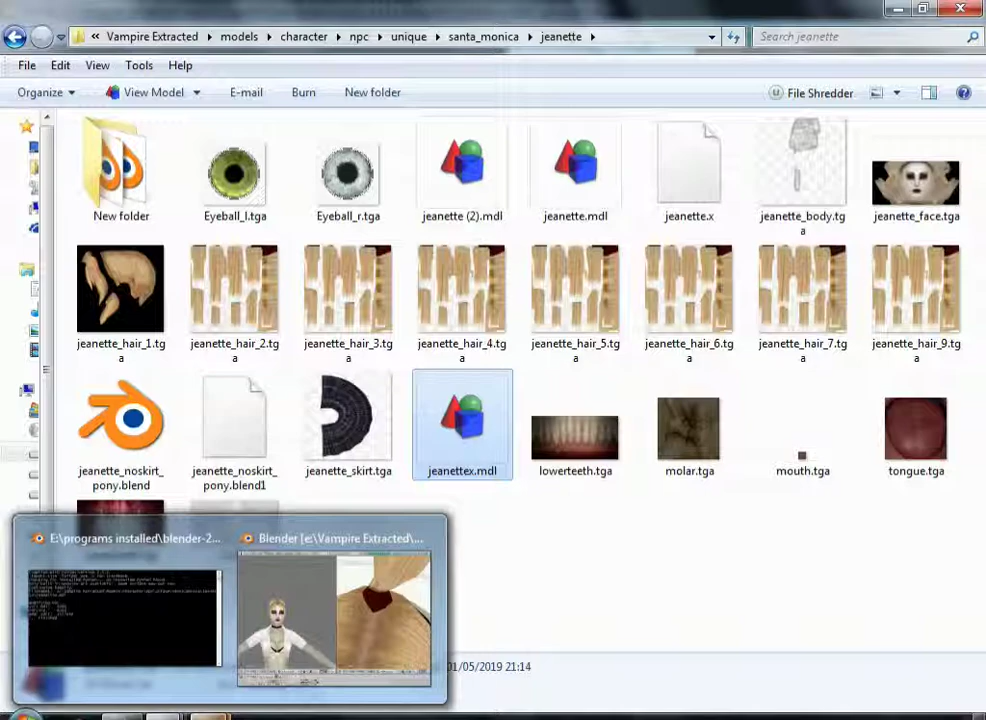 « Vampire Extracted ▸ models ▸ character ▸ npc ▸ unique ▸ santa_monica ▸ jeanette ▸ Search jeanette
File Edit View Tools Help
Organize ▾ View Model ▾ E-mail Burn New folder File Shredder
New folder Eyeball_l.tga Eyeball_r.tga jeanette (2).mdl jeanette.mdl jeanette.x jeanette_body.tg jeanette_face.tga
a
jeanette_hair_1.tg jeanette_hair_2.tg jeanette_hair_3.tg jeanette_hair_4.tg jeanette_hair_5.tg jeanette_hair_6.tg jeanette_hair_7.tg jeanette_hair_9.tg
a a a a a a a a
jeanette_noskirt_ jeanette_noskirt_ jeanette_skirt.tga jeanettex.mdl lowerteeth.tga molar.tga mouth.tga tongue.tga
pony.blend pony.blend1
E:\programs installed\blender-2... Blender [e:\Vampire Extracted\...
01/05/2019 21:14